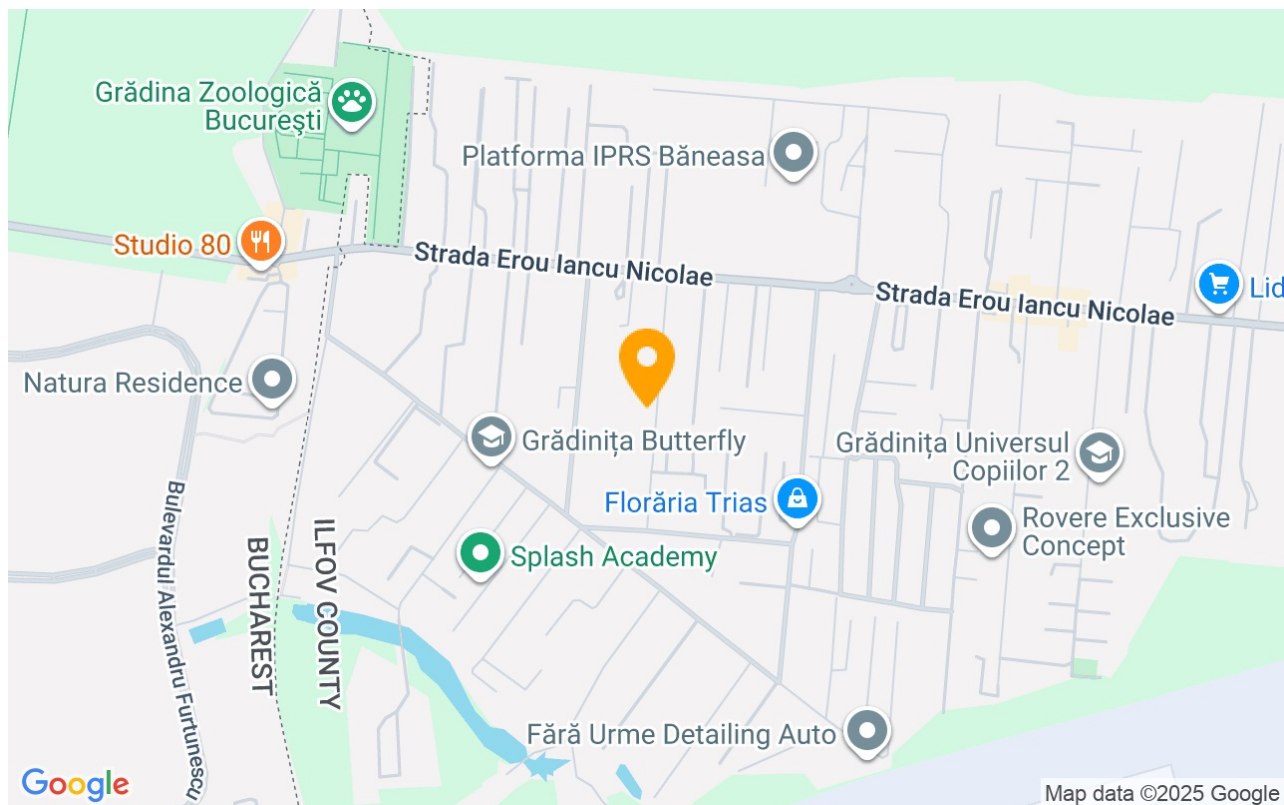 Grădina Zoologică
Bucureşti
Platforma IPRS Băneasa
Studio 80
Strada Erou Iancu Nicolae
Strada Erou Iancu Nicolae
Lid
Natura Residence
Grădinița Butterfly
Grădinița Universul
Copiilor 2
Florăria Trias
Rovere Exclusive
Concept
Splash Academy
Bulevardul Alexandru Furtunescu
BUCHAREST
ILFOV COUNTY
Fără Urme Detailing Auto
Google
Map data ©2025 Google